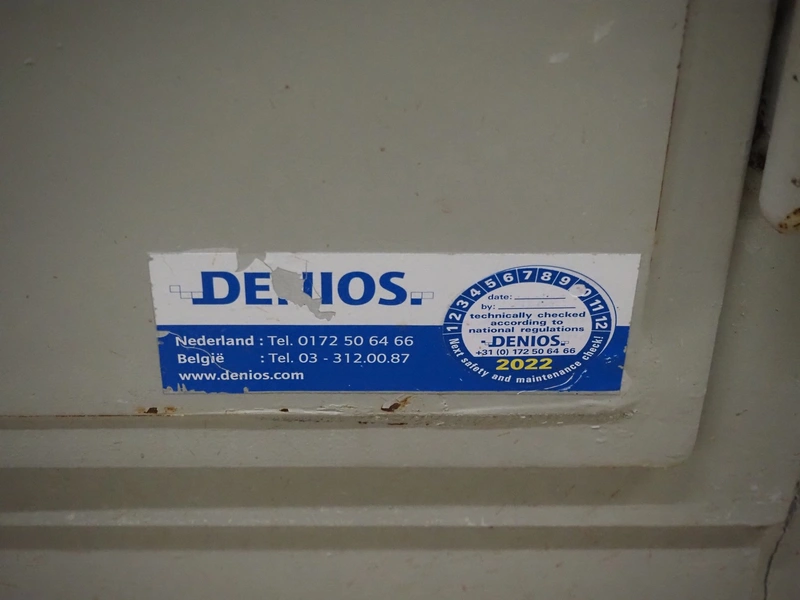 DENIOS.
Nederland : Tel. 0172 50 64 66
België : Tel. 03 - 312.00.87
www.denios.com
1 2 3 4 5 6 7 8 9 11 12
date:
by:
technically checked
according to
national regulations
DENIOS.
+31 (0) 172 50 64 66
2022
Next safety and maintenance check!